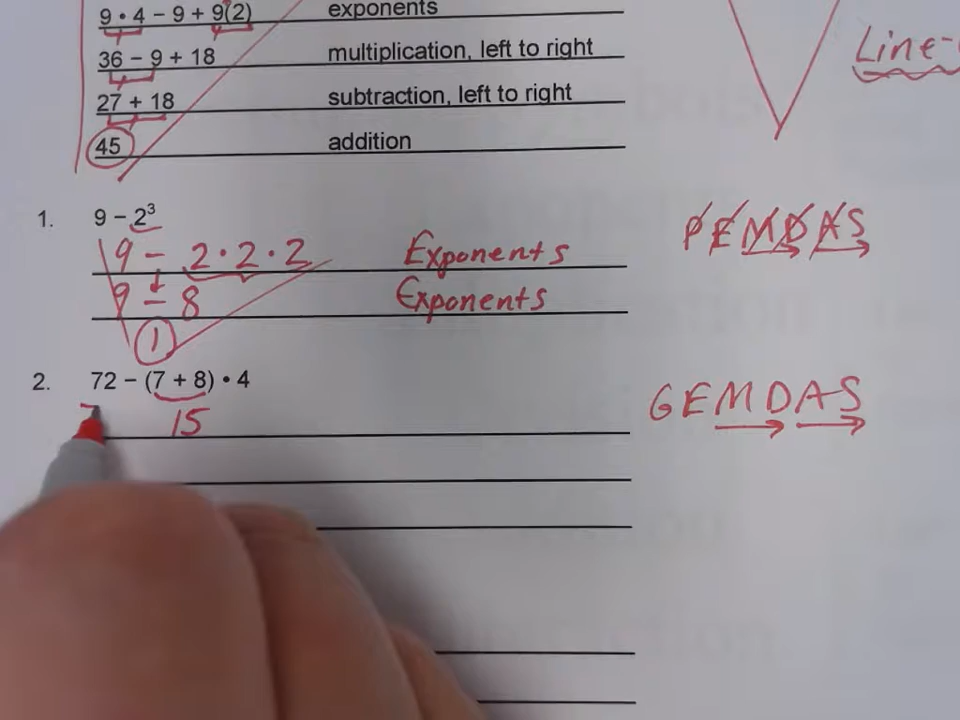 9 • 4 − 9 + 9(2) exponents
36 − 9 + 18 multiplication, left to right
27 + 18 subtraction, left to right
45 addition
Line-
1. 9 − 2³
PEMDAS
9 − 2·2·2 Exponents
9 − 8 Exponents
1
2. 72 − (7 + 8) • 4
GEMDAS
15